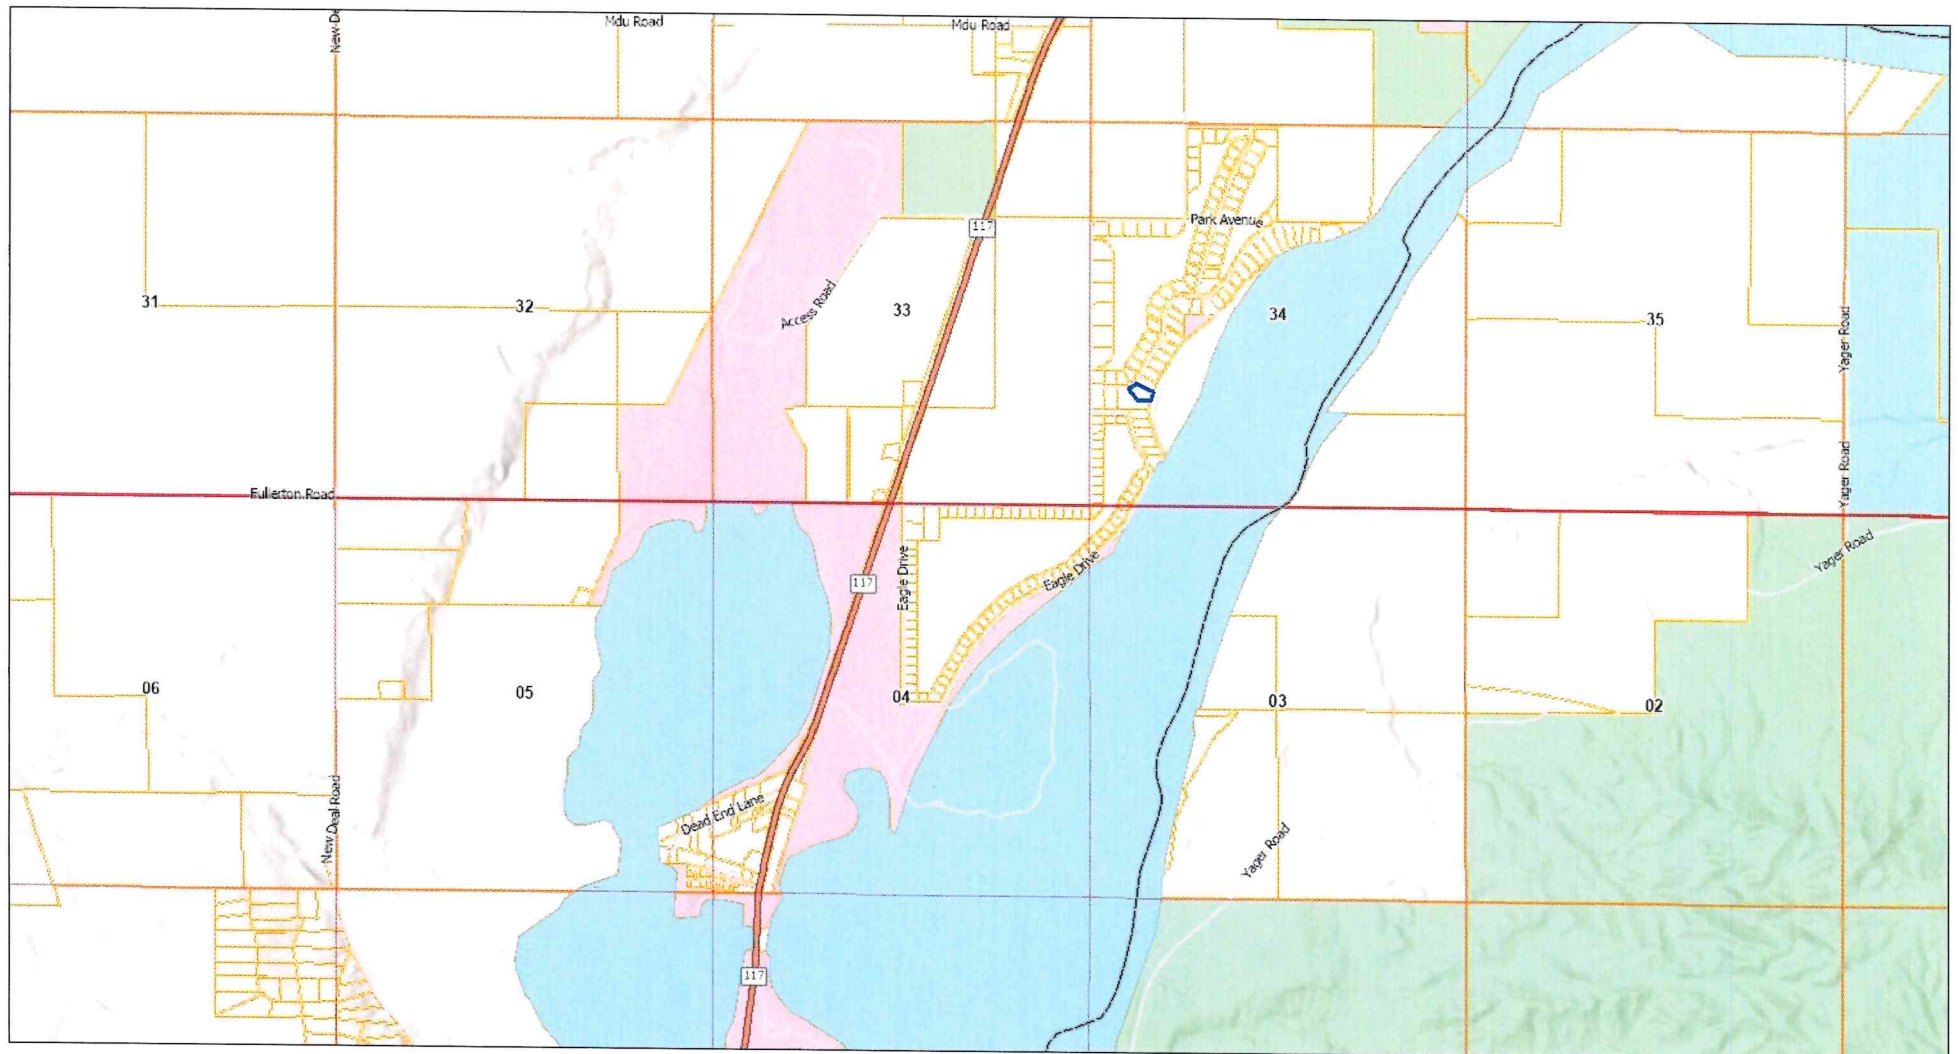 New De
Mdu Road
Mdu Road
Park Avenue
117
31
32
Access Road
33
34
35
Yager Road
Yager Road
Fullerton Road
Yager Road
Eagle Drive
117
Eagle Drive
06
05
04
03
02
New Deal Road
Dead End Lane
Yager Road
117